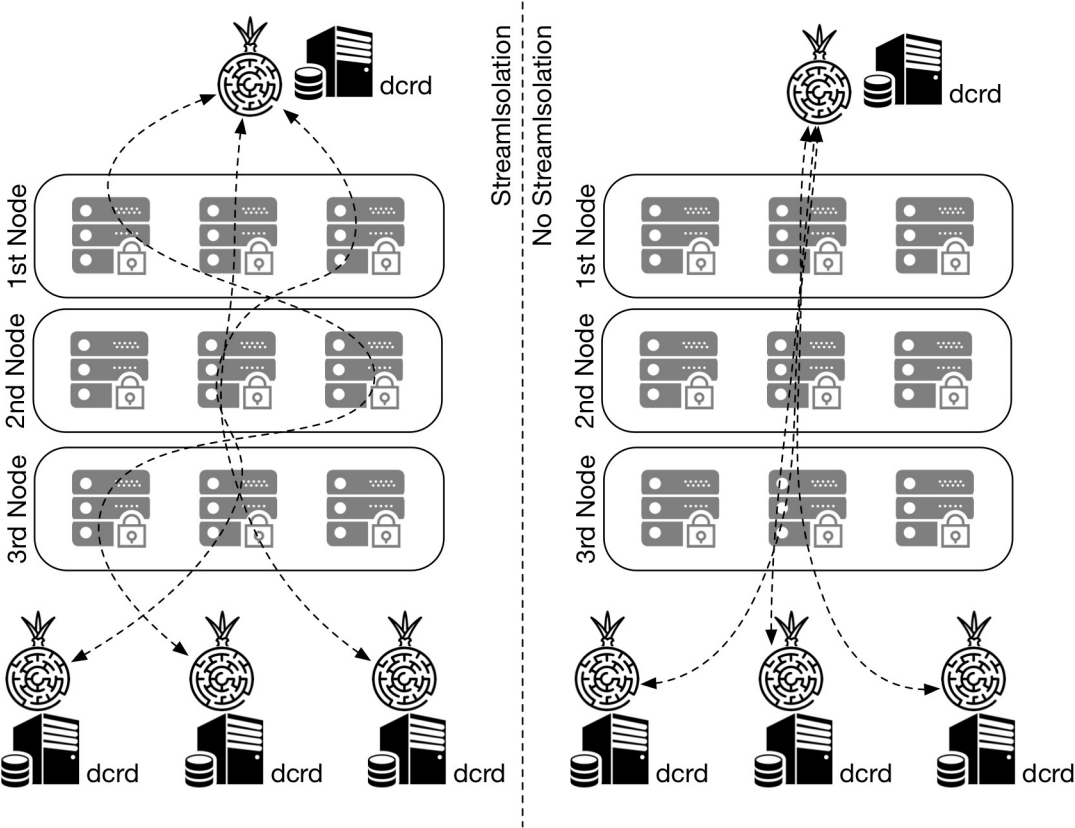 dcrd
StreamIsolation
No StreamIsolation
dcrd
1st Node
1st Node
2nd Node
2nd Node
3rd Node
3rd Node
dcrd
dcrd
dcrd
dcrd
dcrd
dcrd